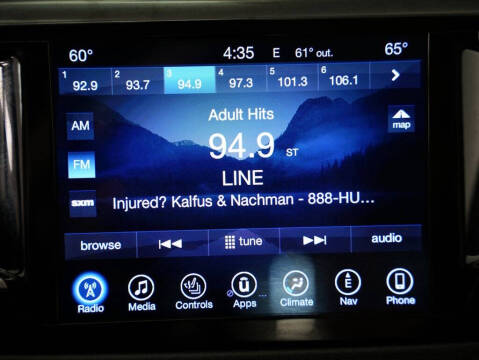 60° 4:35 E 61° out. 65°
1 92.9 2 93.7 3 94.9 4 97.3 5 101.3 6 106.1
Adult Hits
AM 94.9 ST map
FM LINE
sxm Injured? Kalfus & Nachman - 888-HU...
browse tune audio
Radio Media Controls Apps Climate Nav Phone